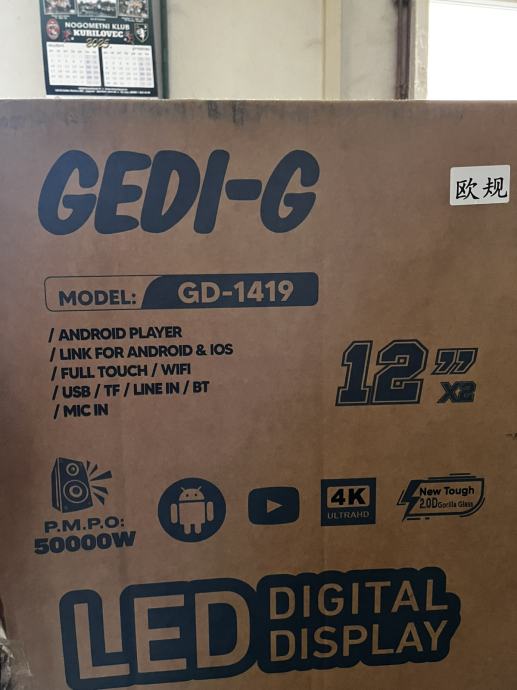 NOGOMETNI KLUB
KURILOVEC
2025
GEDI-G
欧规
MODEL: GD-1419
/ ANDROID PLAYER
/ LINK FOR ANDROID & IOS
/ FULL TOUCH / WIFI
/ USB / TF / LINE IN / BT
/ MIC IN
12”
X2
P.M.P.O:
50000W
4K
ULTRAHD
New Tough
2.0D Gorilla Glass
LED DIGITAL
DISPLAY